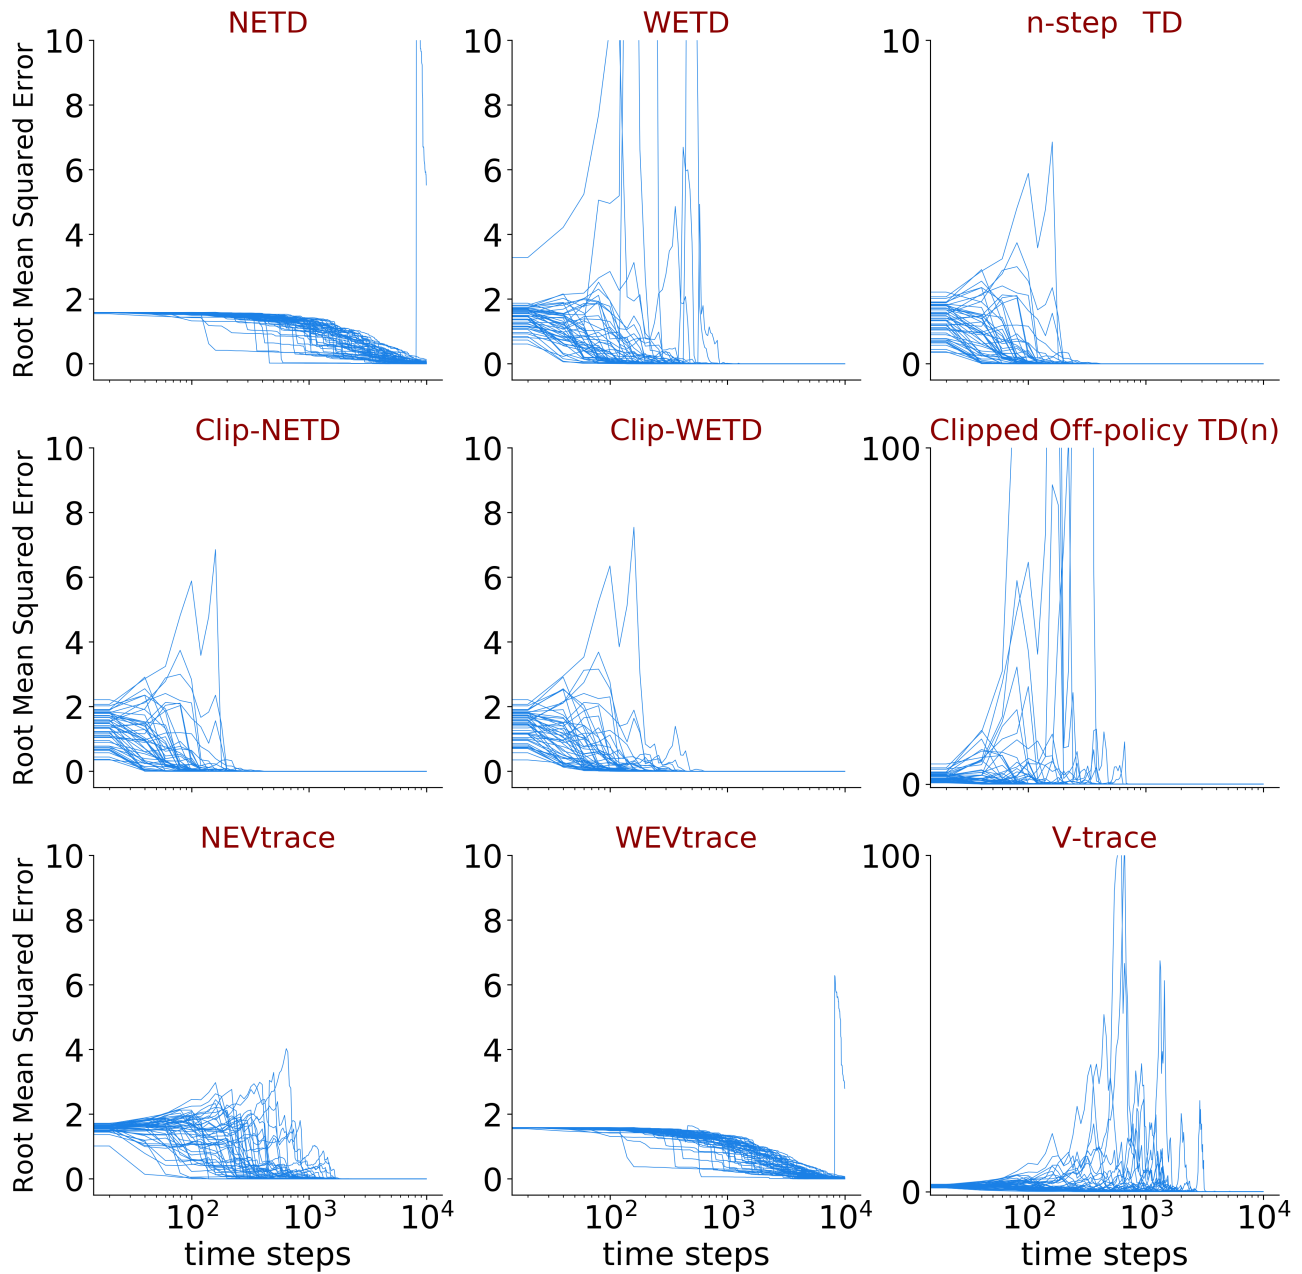 NETD
WETD
n-step TD
10
8
6
4
2
0
Root Mean Squared Error
10
8
6
4
2
0
10
0
Clip-NETD
Clip-WETD
Clipped Off-policy TD(n)
10
8
6
4
2
0
Root Mean Squared Error
10
8
6
4
2
0
100
0
NEVtrace
WEVtrace
V-trace
10
8
6
4
2
0
Root Mean Squared Error
10
8
6
4
2
0
100
0
10² 10³ 10⁴
10² 10³ 10⁴
10² 10³ 10⁴
time steps
time steps
time steps